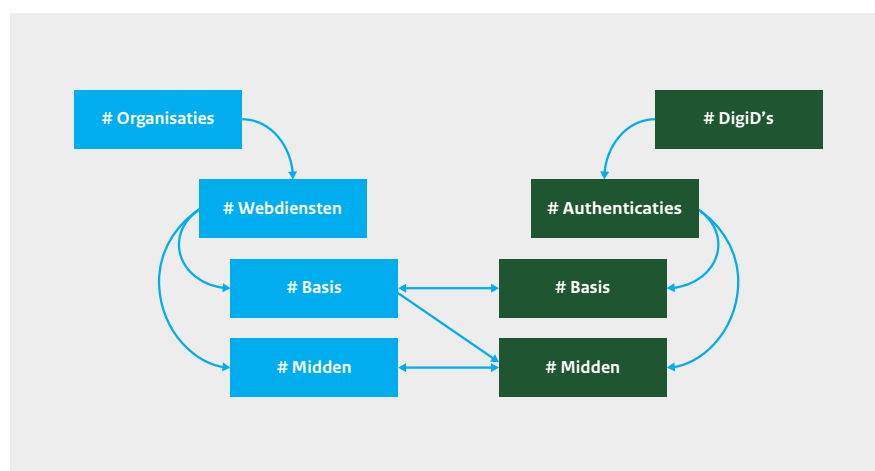 # Organisaties
# DigiD’s
# Webdiensten
# Authenticaties
# Basis
# Basis
# Midden
# Midden